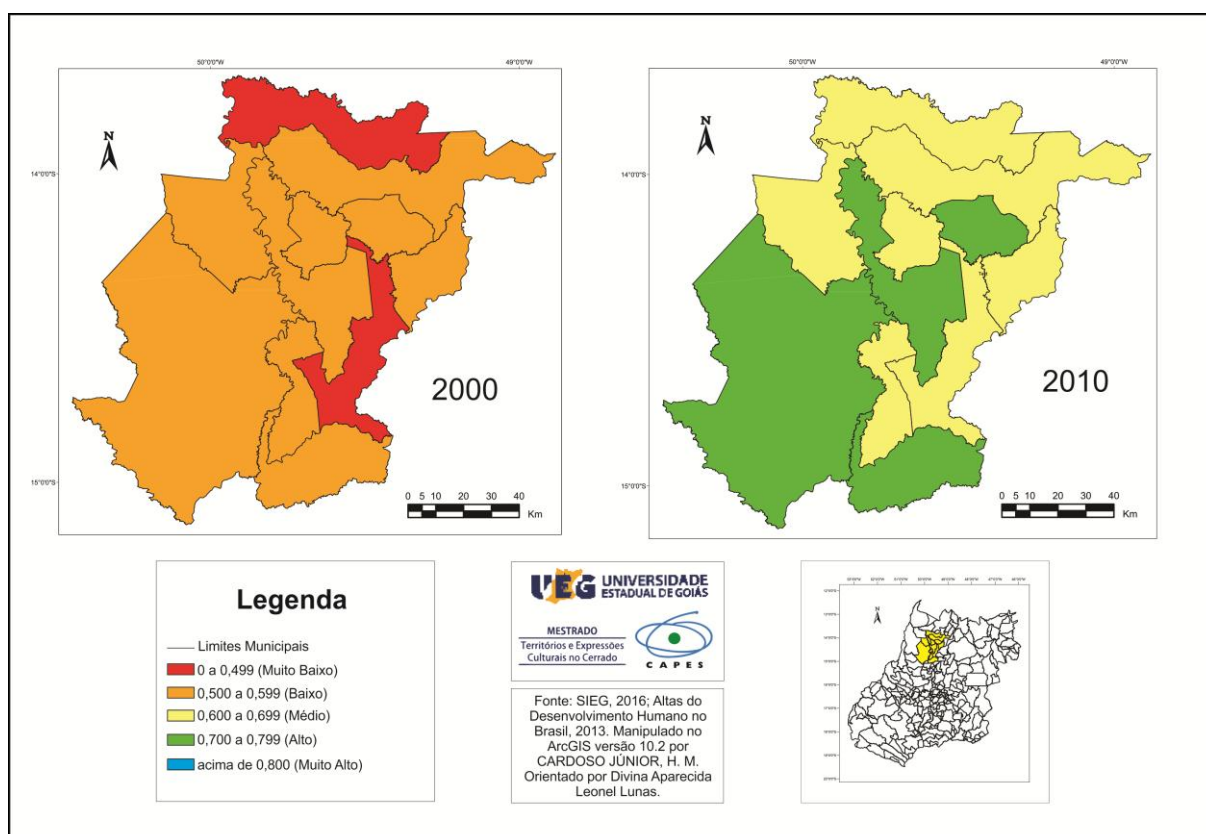 50°0'0"W
49°0'0"W
N
14°0'0"S
15°0'0"S
2000
0 5 10 20 30 40
Km
50°0'0"W
49°0'0"W
N
14°0'0"S
15°0'0"S
2010
0 5 10 20 30 40
Km
Legenda
Limites Municipais
0 a 0,499 (Muito Baixo)
0,500 a 0,599 (Baixo)
0,600 a 0,699 (Médio)
0,700 a 0,799 (Alto)
acima de 0,800 (Muito Alto)
UEG UNIVERSIDADE
ESTADUAL DE GOIÁS
MESTRADO
Territórios e Expressões
Culturais no Cerrado
CAPES
Fonte: SIEG, 2016; Altas do
Desenvolvimento Humano no
Brasil, 2013. Manipulado no
ArcGIS versão 10.2 por
CARDOSO JÚNIOR, H. M.
Orientado por Divina Aparecida
Leonel Lunas.
N